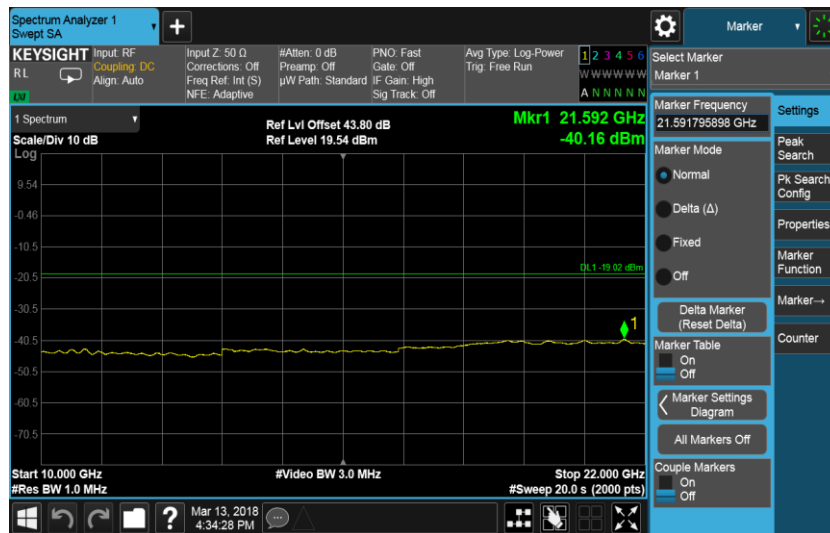 Spectrum Analyzer 1
Swept SA
+
Marker
KEYSIGHT
RL
LXI
Input: RF
Coupling: DC
Align: Auto
Input Z: 50 Ω
Corrections: Off
Freq Ref: Int (S)
NFE: Adaptive
#Atten: 0 dB
Preamp: Off
µW Path: Standard
PNO: Fast
Gate: Off
IF Gain: High
Sig Track: Off
Avg Type: Log-Power
Trig: Free Run
1 2 3 4 5 6
W W W W W W
A N N N N N
1 Spectrum
Scale/Div 10 dB
Log
Ref Lvl Offset 43.80 dB
Ref Level 19.54 dBm
Mkr1 21.592 GHz
-40.16 dBm
9.54
-0.46
-10.5
-20.5
-30.5
-40.5
-50.5
-60.5
-70.5
DL1 -19.02 dBm
1
Start 10.000 GHz
#Res BW 1.0 MHz
#Video BW 3.0 MHz
Stop 22.000 GHz
#Sweep 20.0 s (2000 pts)
Select Marker
Marker 1
Marker Frequency
21.591795898 GHz
Marker Mode
Normal
Delta (Δ)
Fixed
Off
Delta Marker
(Reset Delta)
Marker Table
On
Off
Marker Settings
Diagram
All Markers Off
Couple Markers
On
Off
Settings
Peak
Search
Pk Search
Config
Properties
Marker
Function
Marker→
Counter
?
Mar 13, 2018
4:34:28 PM